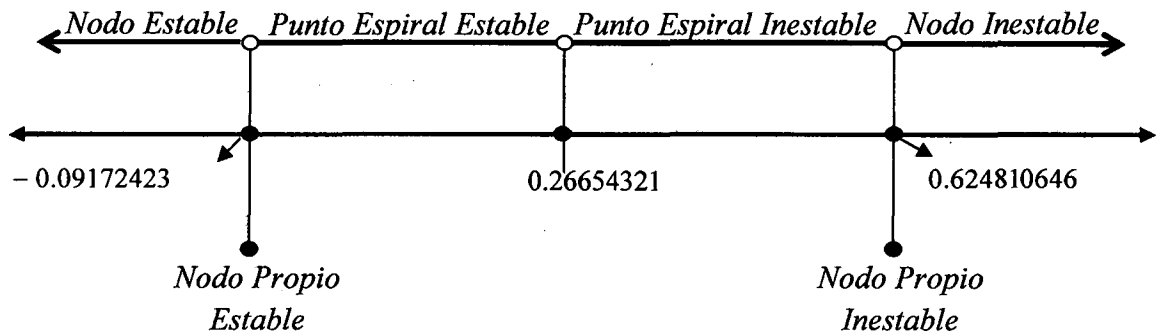 Nodo Estable Punto Espiral Estable Punto Espiral Inestable Nodo Inestable
− 0.09172423 0.26654321 0.624810646
Nodo Propio Nodo Propio
Estable Inestable